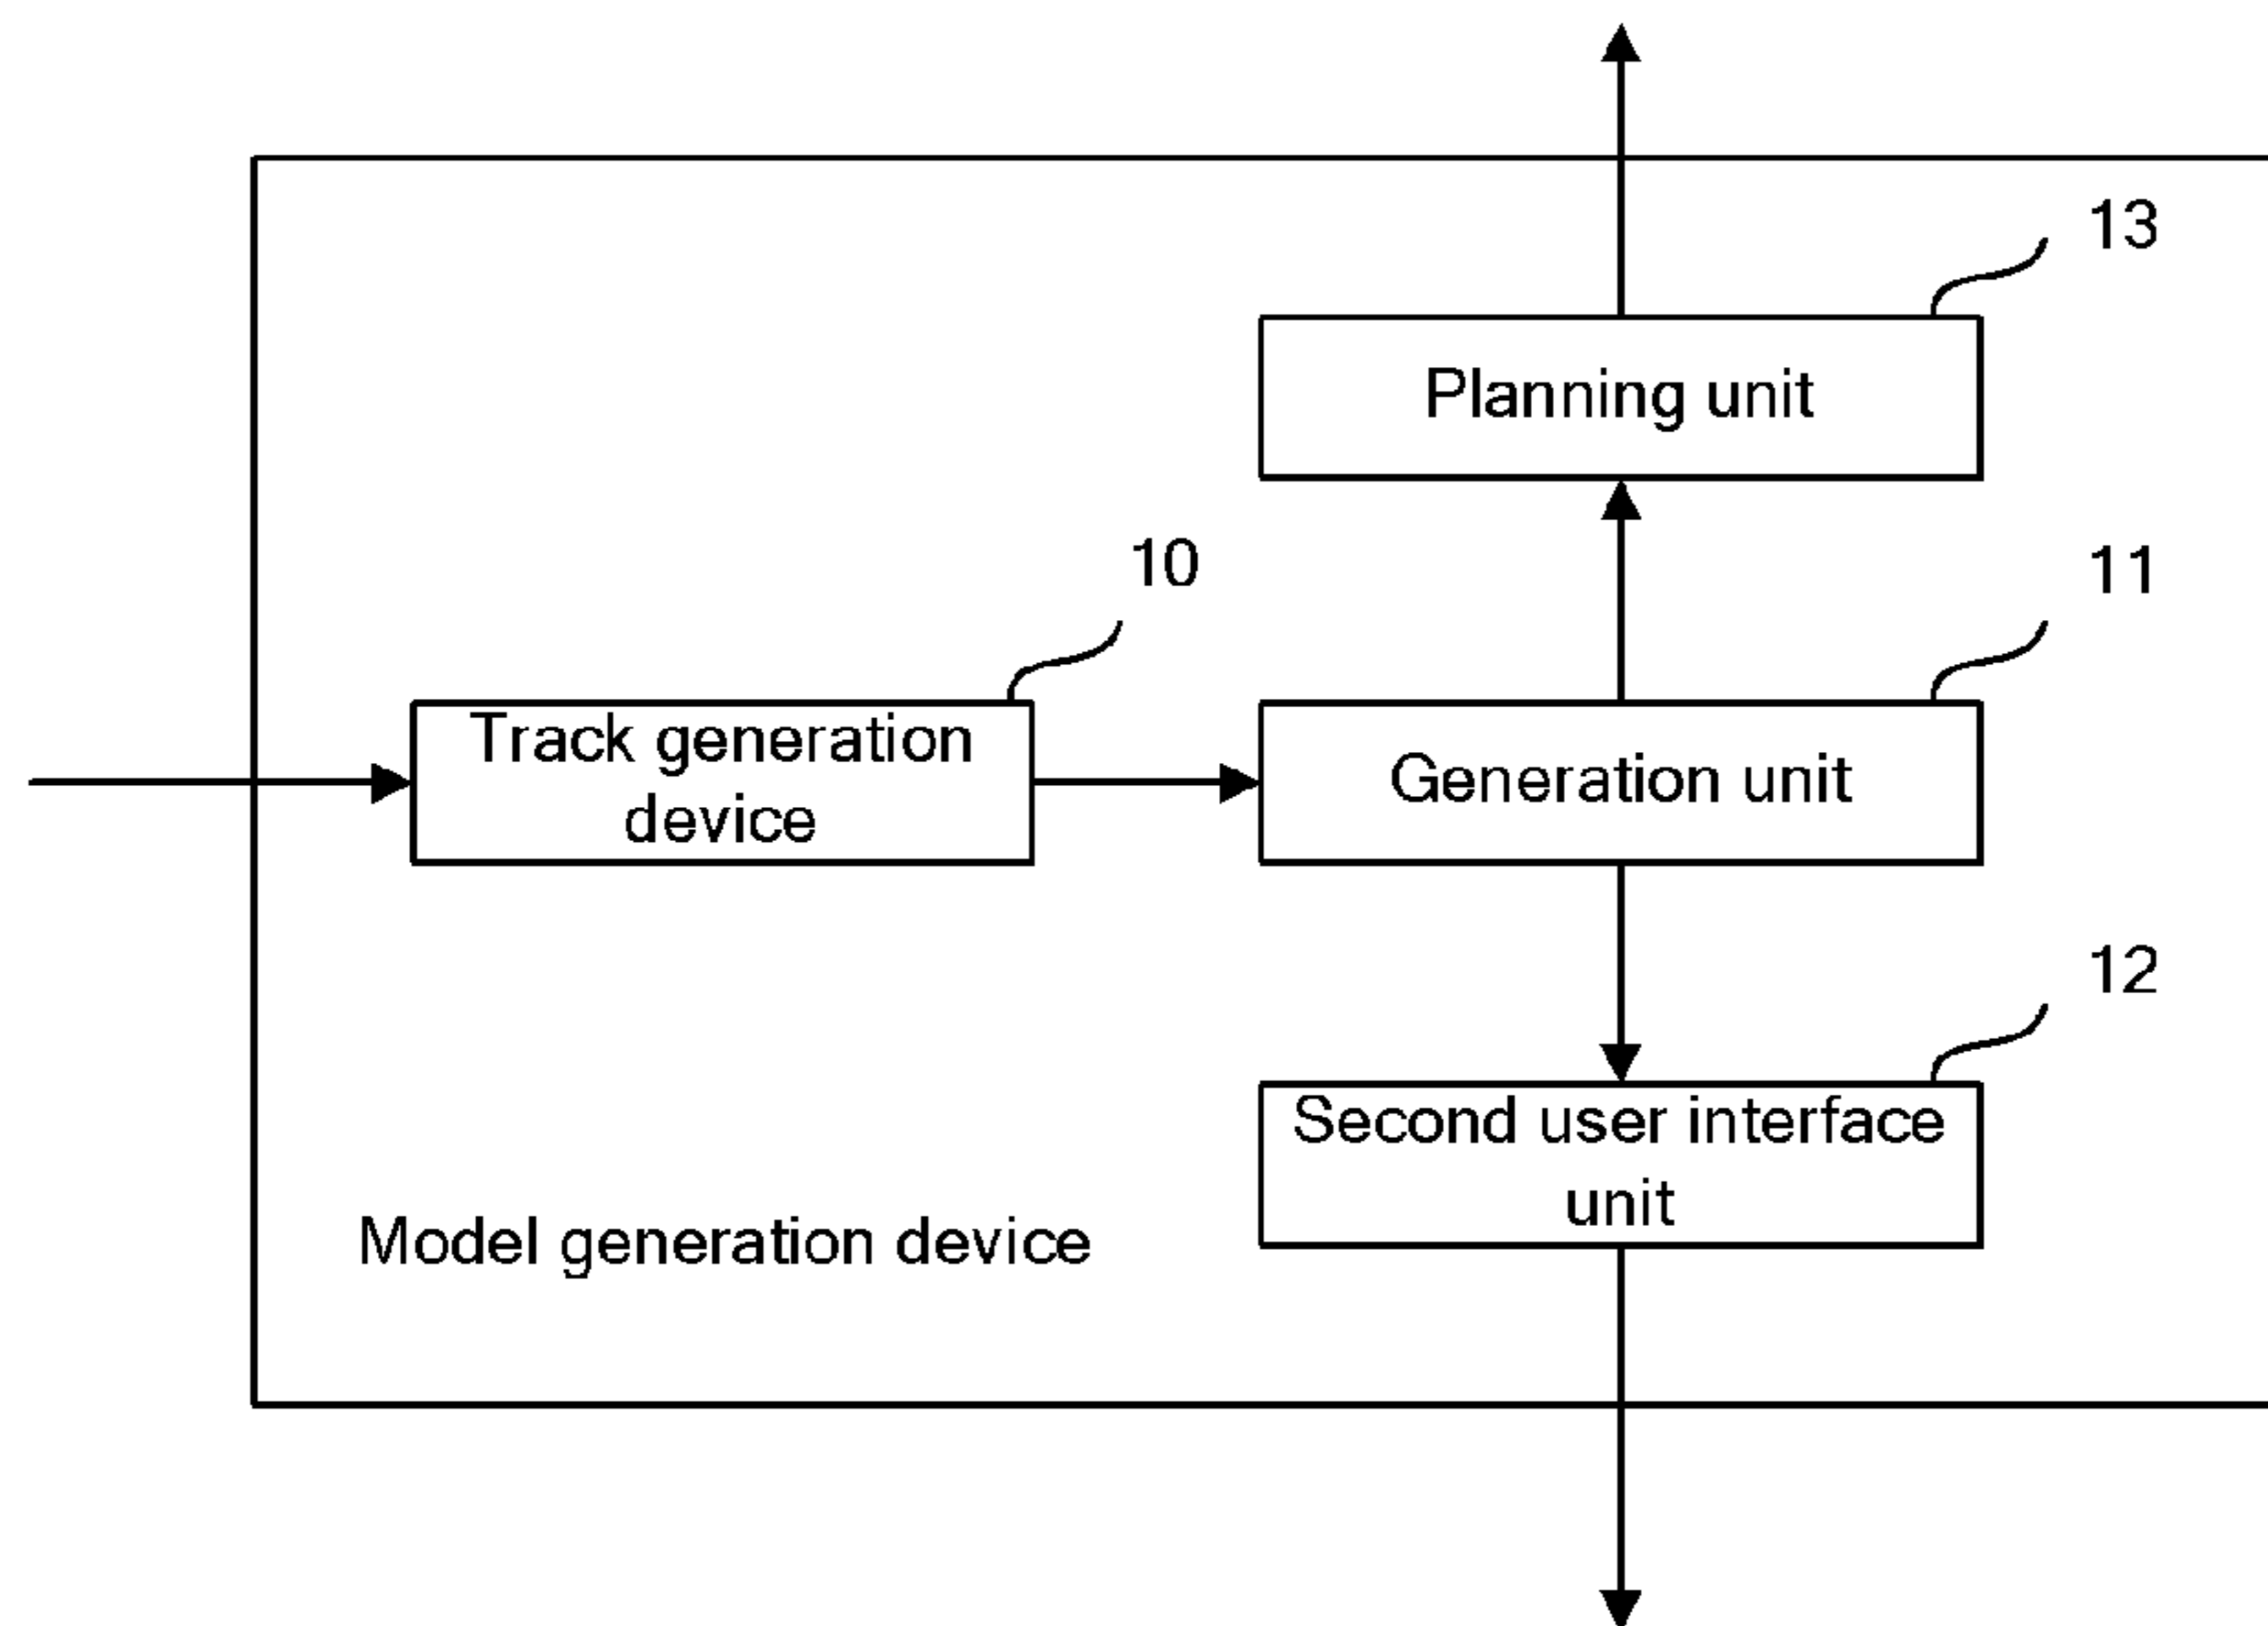 13
Planning unit
10
11
Track generation
device
Generation unit
12
Second user interface
unit
Model generation device